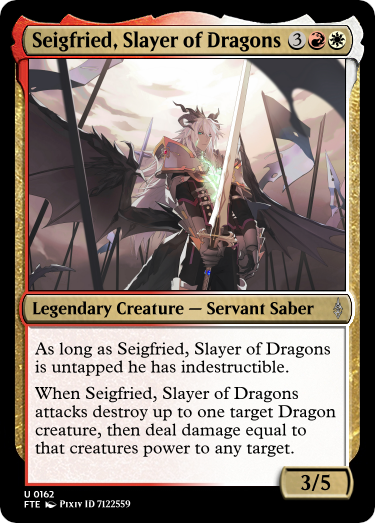 Seigfried, Slayer of Dragons 3
Legendary Creature — Servant Saber
As long as Seigfried, Slayer of Dragons
is untapped he has indestructible.
When Seigfried, Slayer of Dragons
attacks destroy up to one target Dragon
creature, then deal damage equal to
that creatures power to any target.
3/5
U 0162
FTE Pixiv ID 7122559